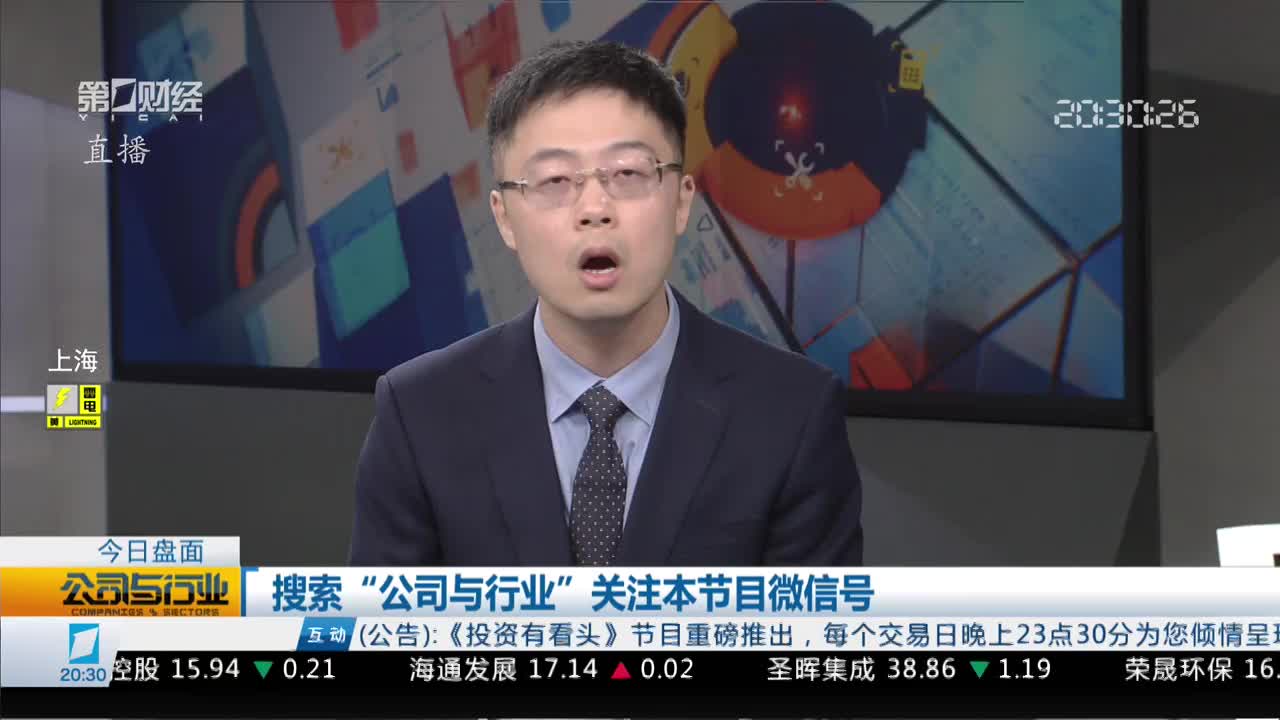 第一财经
YICAI
直播
20:30:26
上海
雷电
黄 LIGHTNING
今日盘面
公司与行业
COMPANIES & SECTORS
搜索“公司与行业”关注本节目微信号
互动 (公告):《投资有看头》节目重磅推出，每个交易日晚上23点30分为您倾情呈现
20:30
控股 15.94 ▼ 0.21 海通发展 17.14 ▲ 0.02 圣晖集成 38.86 ▼ 1.19 荣晟环保 16.